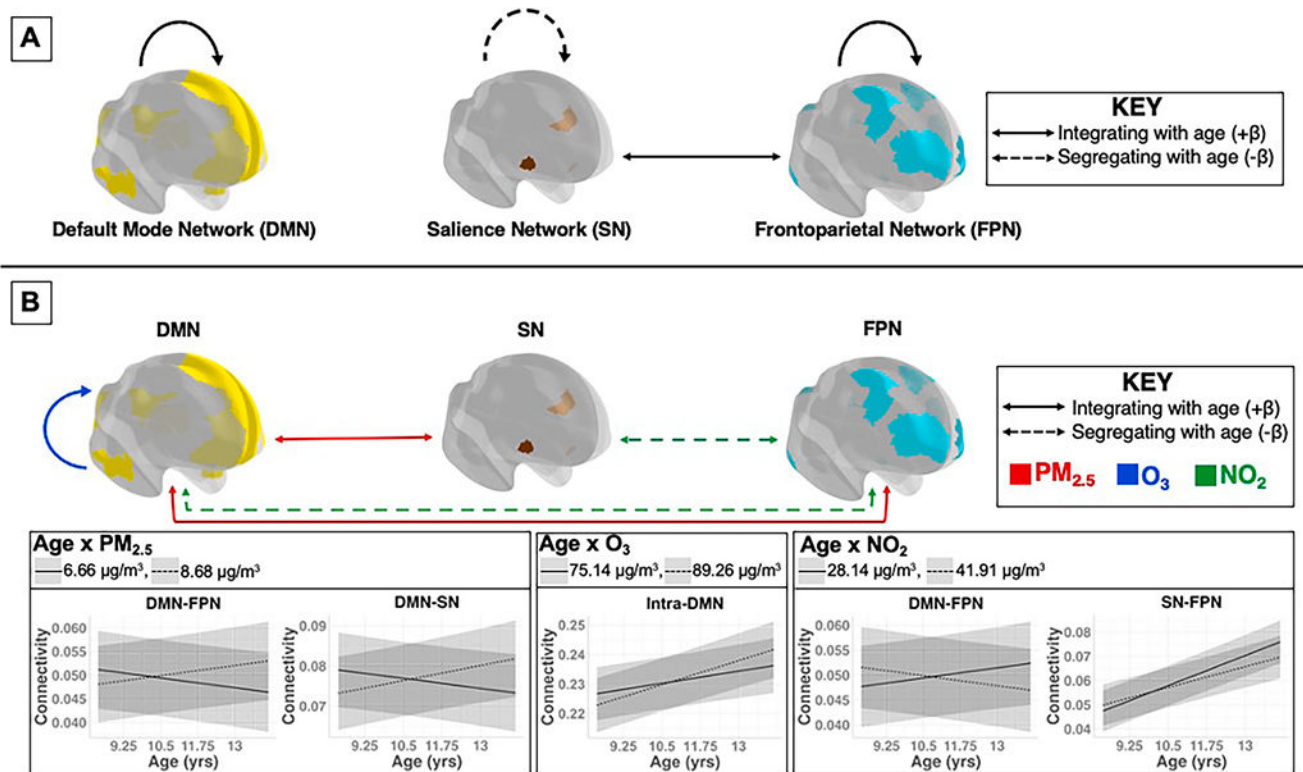 A
KEY
Integrating with age (+β)
Segregating with age (-β)
Default Mode Network (DMN)
Salience Network (SN)
Frontoparietal Network (FPN)
B
DMN
SN
FPN
KEY
Integrating with age (+β)
Segregating with age (-β)
PM2.5 O3 NO2
Age x PM2.5
6.66 µg/m³, 8.68 µg/m³
DMN-FPN
Connectivity
0.060
0.055
0.050
0.045
0.040
9.25 10.5 11.75 13
Age (yrs)
DMN-SN
Connectivity
0.09
0.08
0.07
9.25 10.5 11.75 13
Age (yrs)
Age x O3
75.14 µg/m³, 89.26 µg/m³
Intra-DMN
Connectivity
0.25
0.24
0.23
0.22
9.25 10.5 11.75 13
Age (yrs)
Age x NO2
28.14 µg/m³, 41.91 µg/m³
DMN-FPN
Connectivity
0.060
0.055
0.050
0.045
0.040
9.25 10.5 11.75 13
Age (yrs)
SN-FPN
Connectivity
0.08
0.07
0.06
0.05
0.04
9.25 10.5 11.75 13
Age (yrs)